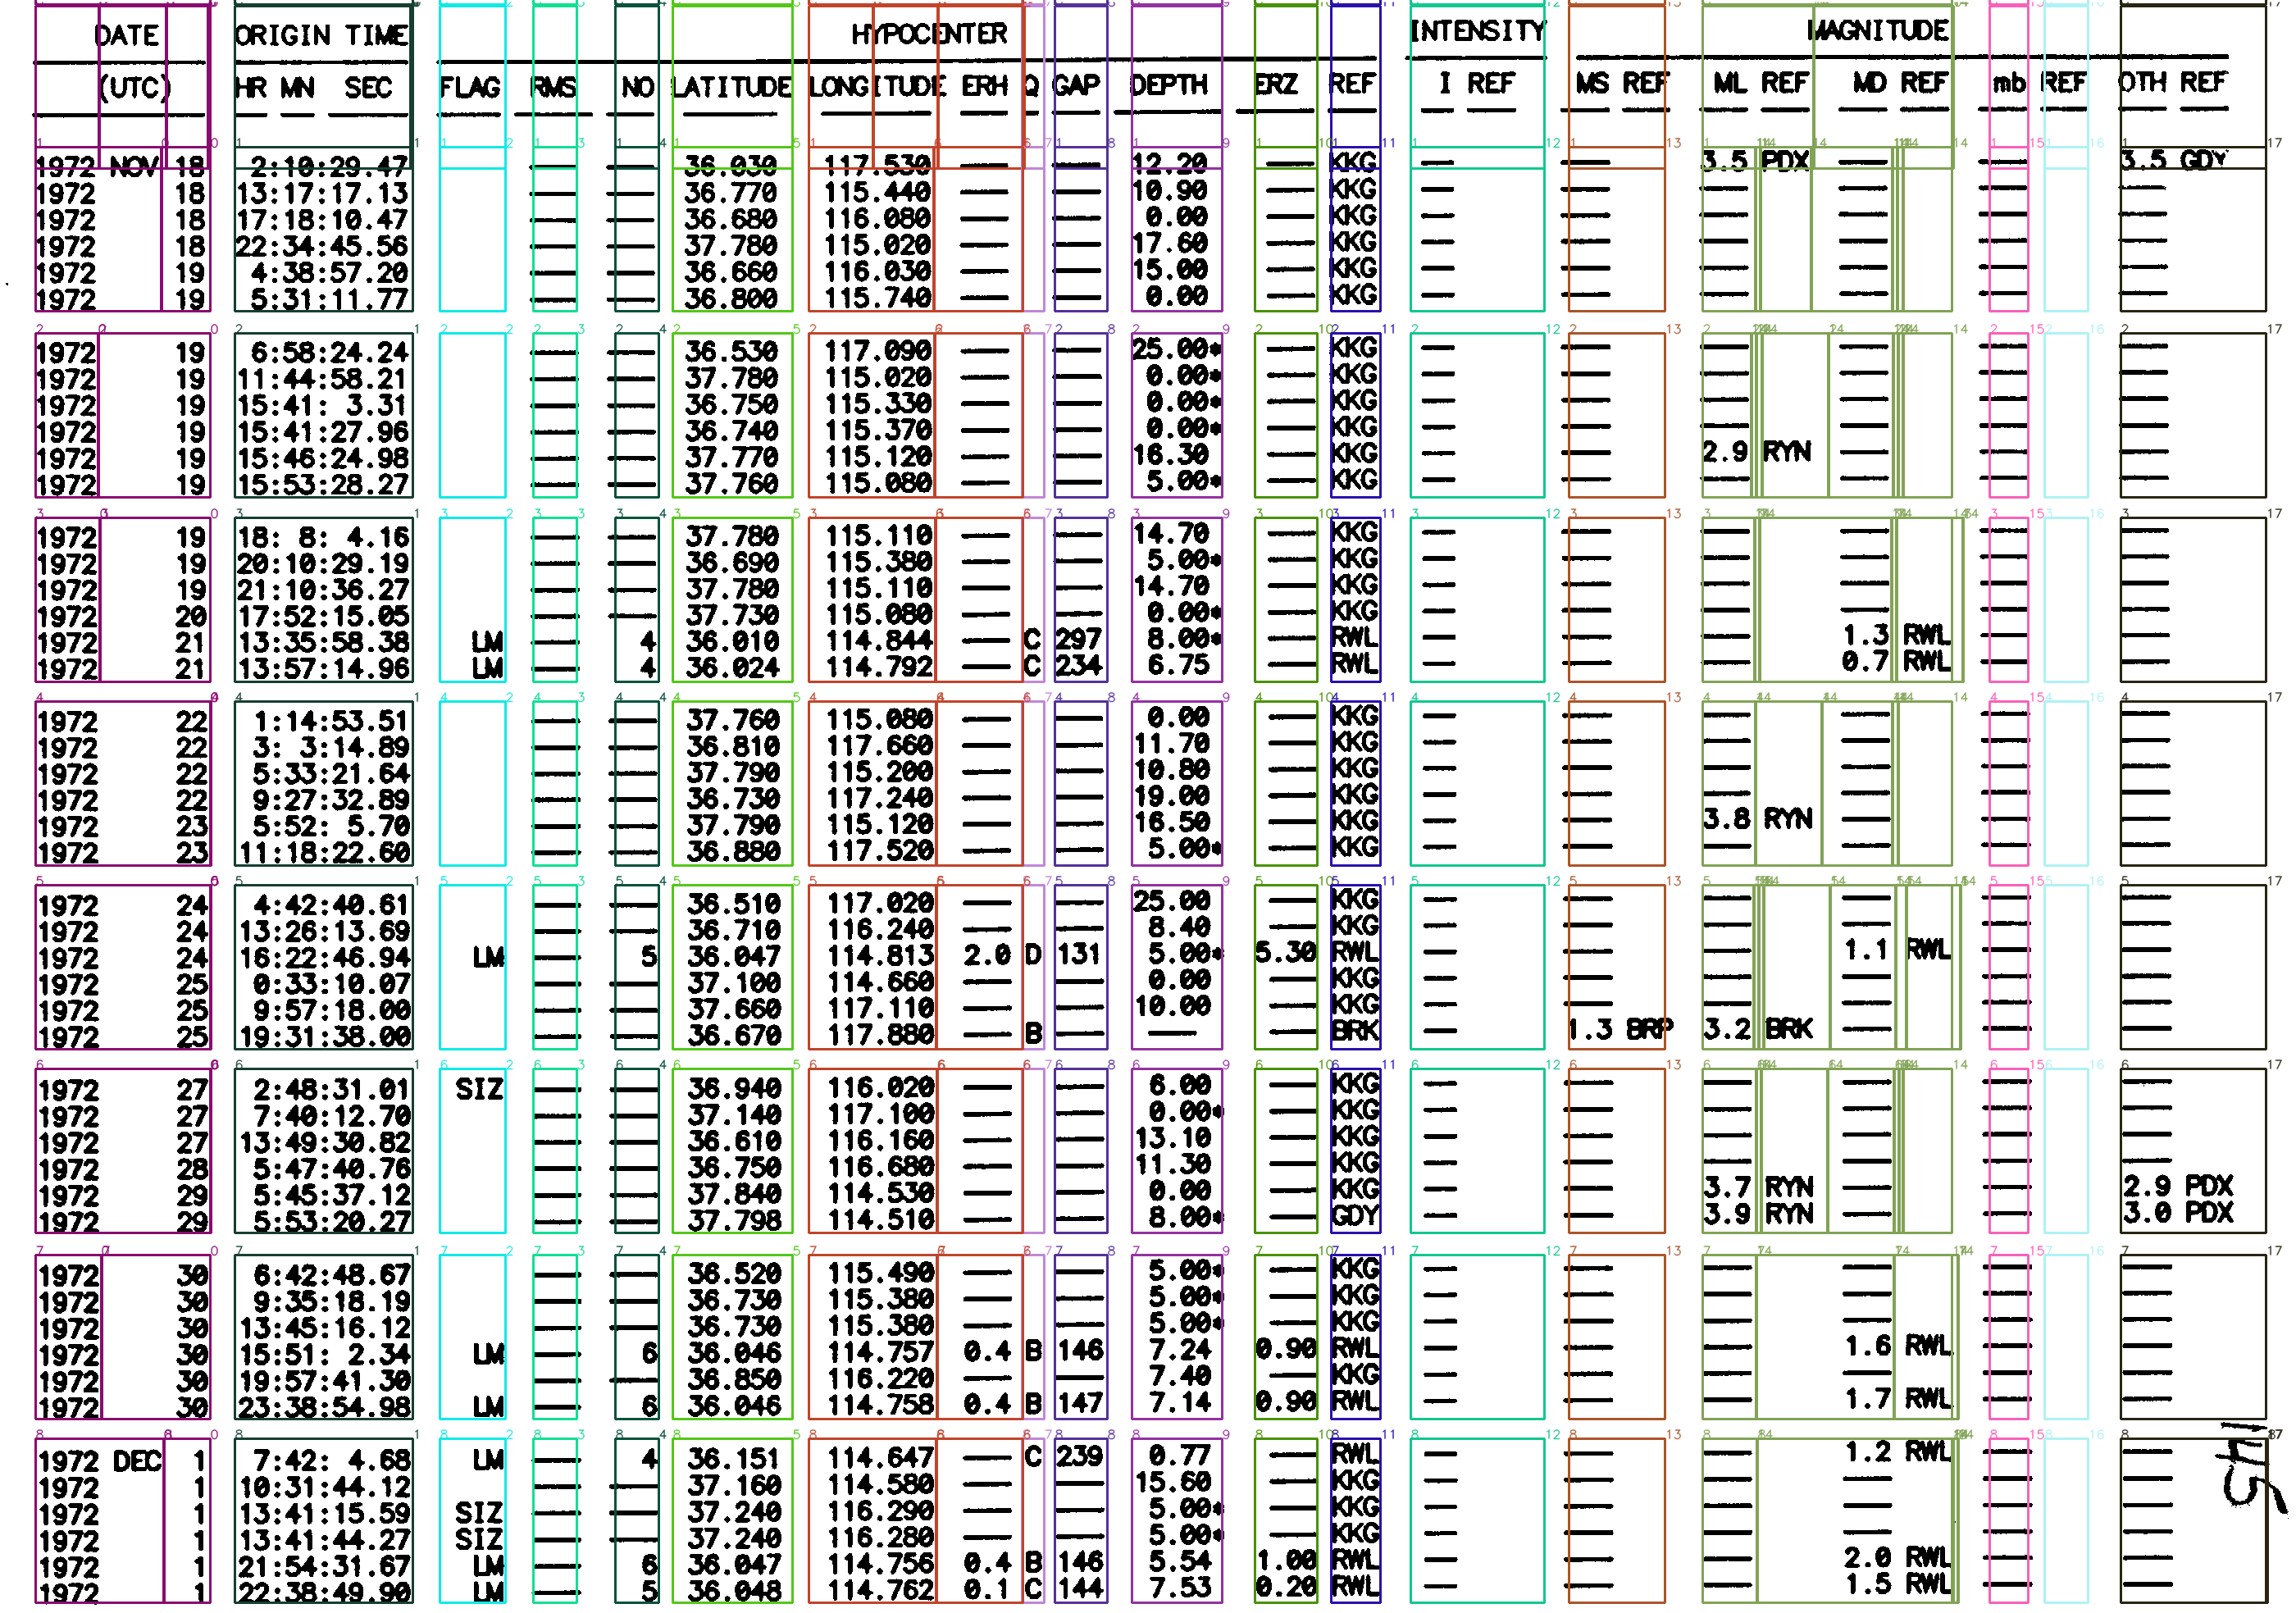 DATE ORIGIN TIME HYPOCENTER INTENSITY MAGNITUDE
(UTC) HR MN SEC FLAG RMS NO LATITUDE LONGITUDE ERH Q GAP DEPTH ERZ REF I REF MS REF ML REF MD REF mb REF OTH REF
1972 NOV 18 2:10:29.47 — — 36.030 117.530 — — 12.20 — KKG — — 3.5 PDX — — 3.5 GDY
1972 18 13:17:17.13 — — 36.770 115.440 — — 10.90 — KKG — — — — — —
1972 18 17:18:10.47 — — 36.680 116.080 — — 0.00 — KKG — — — — — —
1972 18 22:34:45.56 — — 37.780 115.020 — — 17.60 — KKG — — — — — —
1972 19 4:38:57.20 — — 36.660 116.030 — — 15.00 — KKG — — — — — —
1972 19 5:31:11.77 — — 36.800 115.740 — — 0.00 — KKG — — — — — —
1972 19 6:58:24.24 — — 36.530 117.090 — — 25.00* — KKG — — — — — —
1972 19 11:44:58.21 — — 37.780 115.020 — — 0.00* — KKG — — — — — —
1972 19 15:41: 3.31 — — 36.750 115.330 — — 0.00* — KKG — — — — — —
1972 19 15:41:27.96 — — 36.740 115.370 — — 0.00* — KKG — — — — — —
1972 19 15:46:24.98 — — 37.770 115.120 — — 16.30 — KKG — — 2.9 RYN — — —
1972 19 15:53:28.27 — — 37.760 115.080 — — 5.00* — KKG — — — — — —
1972 19 18: 8: 4.16 — — 37.780 115.110 — — 14.70 — KKG — — — — — —
1972 19 20:10:29.19 — — 36.690 115.380 — — 5.00* — KKG — — — — — —
1972 19 21:10:36.27 — — 37.780 115.110 — — 14.70 — KKG — — — — — —
1972 20 17:52:15.05 — — 37.730 115.080 — — 0.00* — KKG — — — — — —
1972 21 13:35:58.38 LM — 4 36.010 114.844 — C 297 8.00* — RWL — — — 1.3 RWL — —
1972 21 13:57:14.96 LM — 4 36.024 114.792 — C 234 6.75 — RWL — — — 0.7 RWL — —
1972 22 1:14:53.51 — — 37.760 115.080 — — 0.00 — KKG — — — — — —
1972 22 3: 3:14.89 — — 36.810 117.660 — — 11.70 — KKG — — — — — —
1972 22 5:33:21.64 — — 37.790 115.200 — — 10.80 — KKG — — — — — —
1972 22 9:27:32.89 — — 36.730 117.240 — — 19.00 — KKG — — — — — —
1972 23 5:52: 5.70 — — 37.790 115.120 — — 16.50 — KKG — — 3.8 RYN — — —
1972 23 11:18:22.60 — — 36.880 117.520 — — 5.00* — KKG — — — — — —
1972 24 4:42:40.61 — — 36.510 117.020 — — 25.00 — KKG — — — — — —
1972 24 13:26:13.69 — — 36.710 116.240 — — 8.40 — KKG — — — — — —
1972 24 16:22:46.94 LM — 5 36.047 114.813 2.0 D 131 5.00* 5.30 RWL — — — 1.1 RWL — —
1972 25 0:33:10.07 — — 37.100 114.660 — — 0.00 — KKG — — — — — —
1972 25 9:57:18.00 — — 37.660 117.110 — — 10.00 — KKG — — — — — —
1972 25 19:31:38.00 — — 36.670 117.880 — B — — — BRK — 1.3 BRP 3.2 BRK — — —
1972 27 2:48:31.01 SIZ — — 36.940 116.020 — — 6.00 — KKG — — — — — —
1972 27 7:40:12.70 — — 37.140 117.100 — — 0.00* — KKG — — — — — —
1972 27 13:49:30.82 — — 36.610 116.160 — — 13.10 — KKG — — — — — —
1972 28 5:47:40.76 — — 36.750 116.680 — — 11.30 — KKG — — — — — —
1972 29 5:45:37.12 — — 37.840 114.530 — — 0.00 — KKG — — 3.7 RYN — — 2.9 PDX
1972 29 5:53:20.27 — — 37.798 114.510 — — 8.00* — GDY — — 3.9 RYN — — 3.0 PDX
1972 30 6:42:48.67 — — 36.520 115.490 — — 5.00* — KKG — — — — — —
1972 30 9:35:18.19 — — 36.730 115.380 — — 5.00* — KKG — — — — — —
1972 30 13:45:16.12 — — 36.730 115.380 — — 5.00* — KKG — — — — — —
1972 30 15:51: 2.34 LM — 6 36.046 114.757 0.4 B 146 7.24 0.90 RWL — — — 1.6 RWL — —
1972 30 19:57:41.30 — — 36.850 116.220 — — 7.40 — KKG — — — — — —
1972 30 23:38:54.98 LM — 6 36.046 114.758 0.4 B 147 7.14 0.90 RWL — — — 1.7 RWL — —
1972 DEC 1 7:42: 4.68 LM — 4 36.151 114.647 — C 239 0.77 — RWL — — — 1.2 RWL — —
1972 1 10:31:44.12 — — 37.160 114.580 — — 15.60 — KKG — — — — — —
1972 1 13:41:15.59 SIZ — — 37.240 116.290 — — 5.00* — KKG — — — — — —
1972 1 13:41:44.27 SIZ — — 37.240 116.280 — — 5.00* — KKG — — — — — —
1972 1 21:54:31.67 LM — 6 36.047 114.756 0.4 B 146 5.54 1.00 RWL — — — 2.0 RWL — —
1972 1 22:38:49.90 LM — 5 36.048 114.762 0.1 C 144 7.53 0.20 RWL — — — 1.5 RWL — —